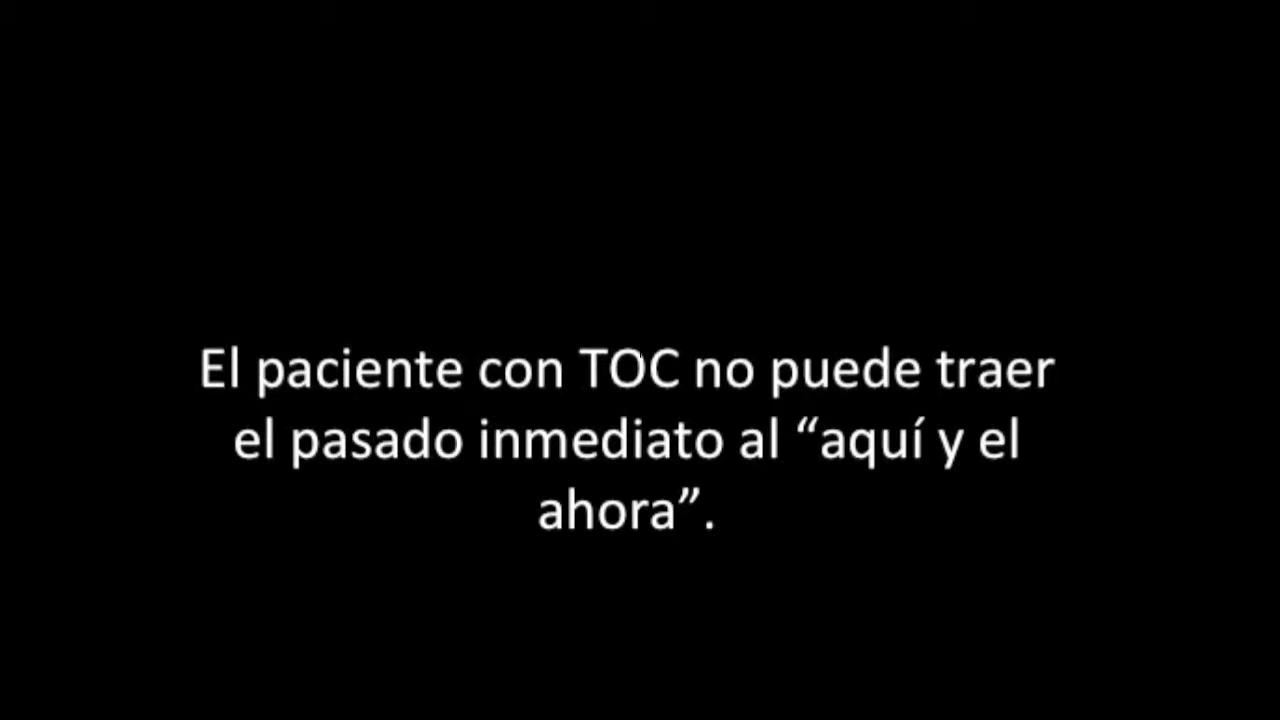 El paciente con TOC no puede traer
el pasado inmediato al “aquí y el
ahora”.